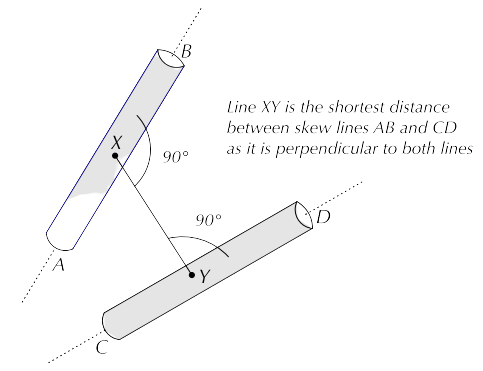 B
Line XY is the shortest distance
between skew lines AB and CD
as it is perpendicular to both lines
X
90°
90°
D
A
Y
C